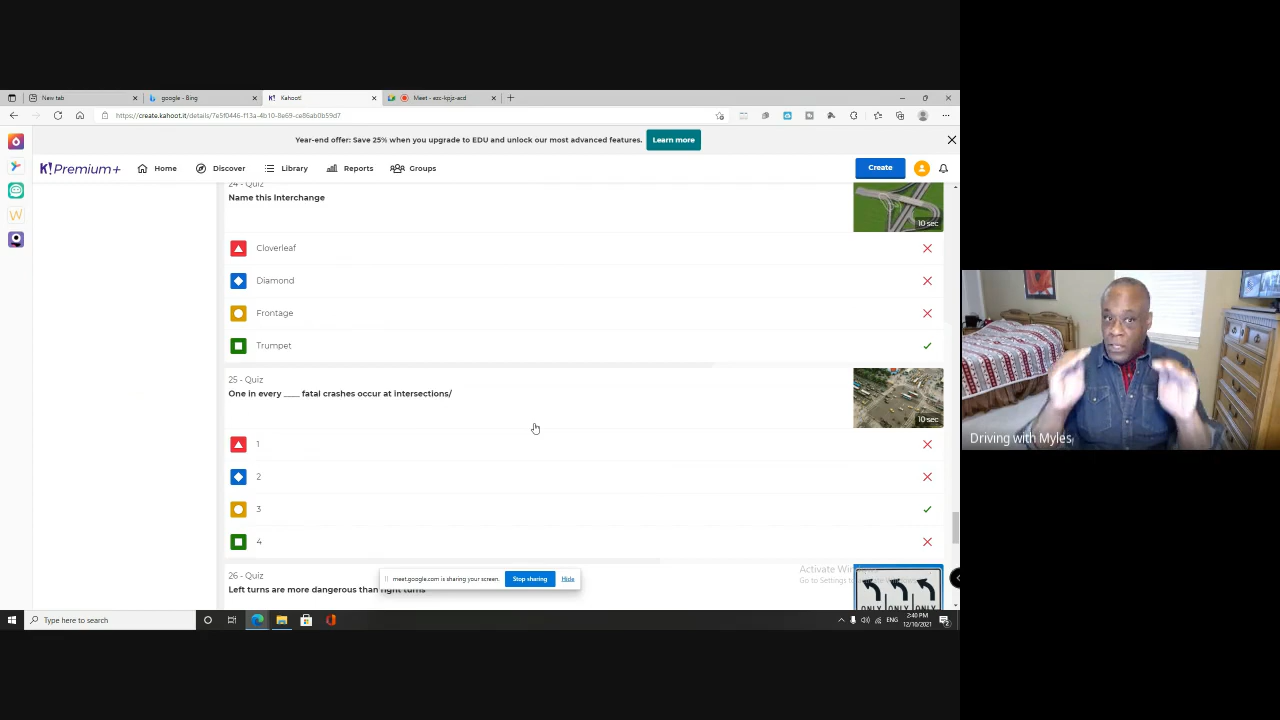 New tab
google - Bing
Kahoot!
Meet - ezc-kpjz-acd
https://create.kahoot.it/details/7e5f0446-f13a-4b10-8e69-ce86ab0b59d7
Year-end offer: Save 25% when you upgrade to EDU and unlock our most advanced features.
Learn more
K! Premium+
Home
Discover
Library
Reports
Groups
Create
24 - Quiz
Name this Interchange
10 sec
Cloverleaf
Diamond
Frontage
Trumpet
25 - Quiz
One in every ____ fatal crashes occur at intersections/
10 sec
1
2
3
4
26 - Quiz
Left turns are more dangerous than right turns
ONLY ONLY ONLY
meet.google.com is sharing your screen.
Stop sharing
Hide
Activate
Go to Settings to
Type here to search
ENG
2:40 PM
12/10/2021
Driving with Myles